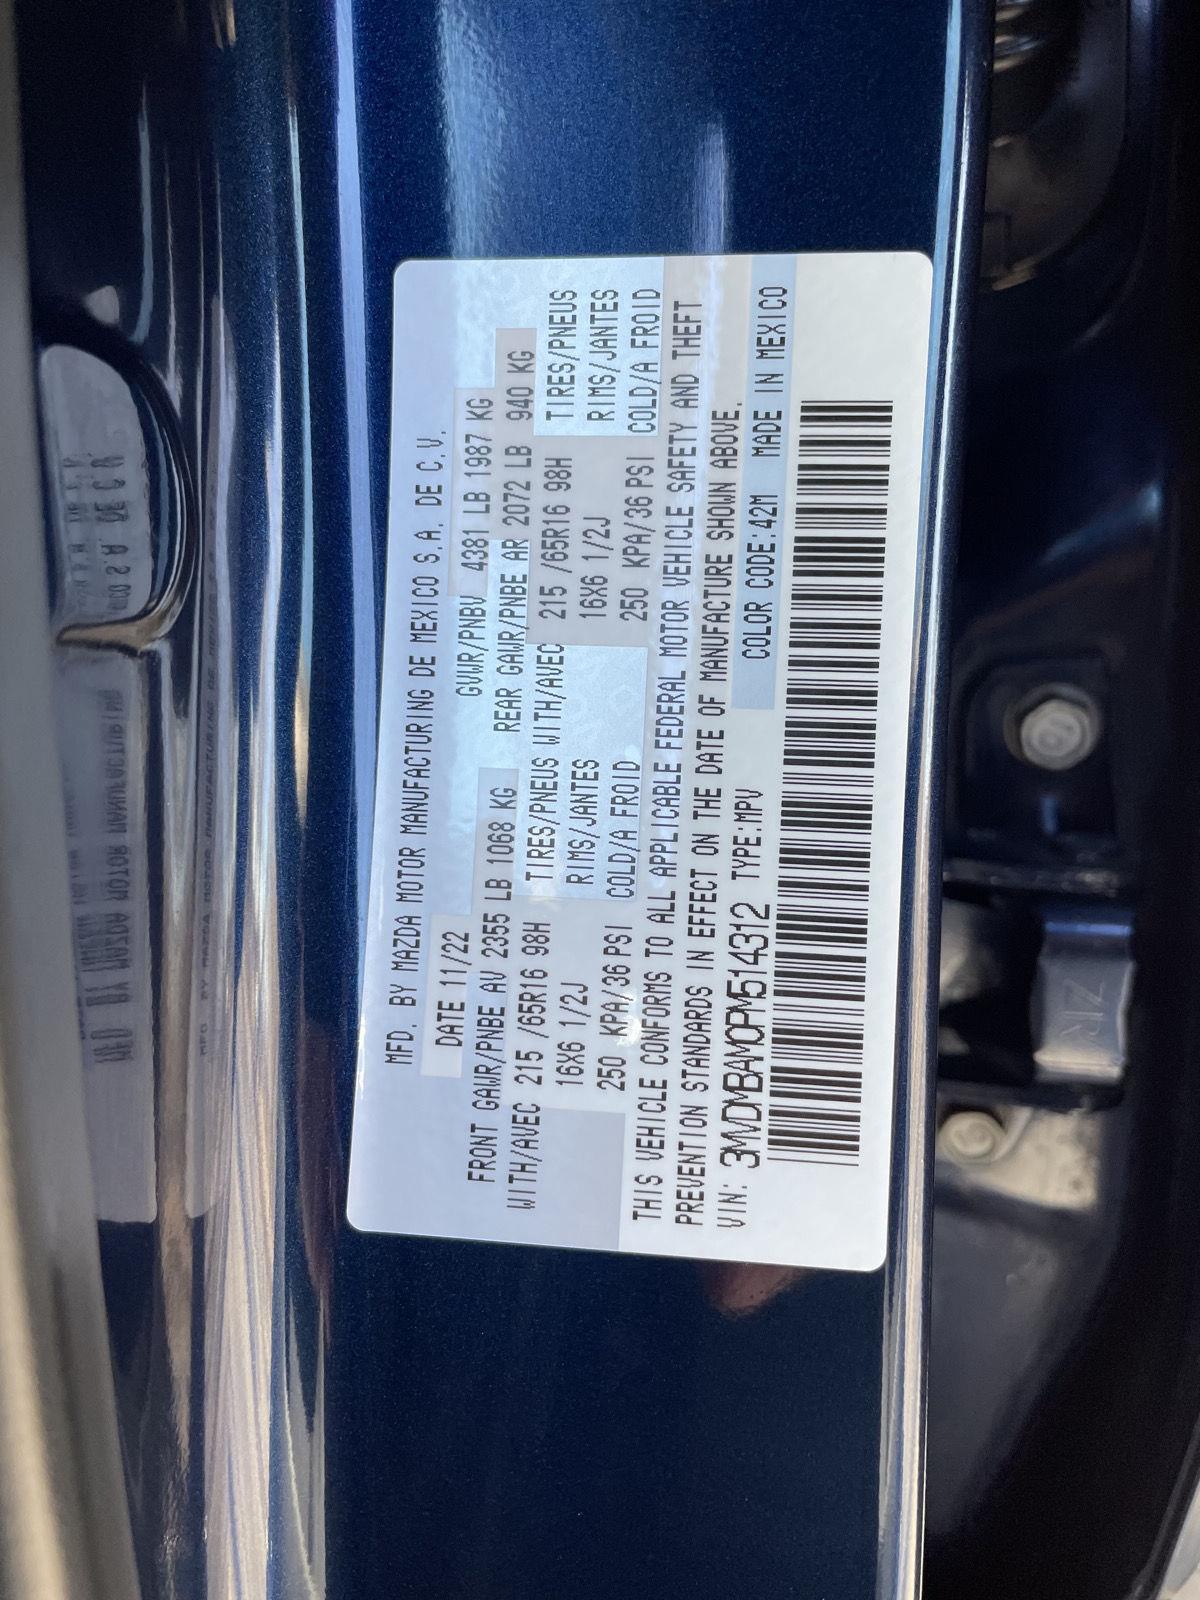 MFD. BY MAZDA MOTOR MANUFACTURING DE MEXICO S.A. DE C.V.
DATE 11/22 GVWR/PNBV 4381 LB 1987 KG
FRONT GAWR/PNBE AV 2355 LB 1068 KG REAR GAWR/PNBE AR 2072 LB 940 KG
WITH/AVEC 215 /65R16 98H TIRES/PNEUS WITH/AVEC 215 /65R16 98H TIRES/PNEUS
16X6 1/2J RIMS/JANTES 16X6 1/2J RIMS/JANTES
250 KPA/36 PSI COLD/A FROID 250 KPA/36 PSI COLD/A FROID
THIS VEHICLE CONFORMS TO ALL APPLICABLE FEDERAL MOTOR VEHICLE SAFETY AND THEFT
PREVENTION STANDARDS IN EFFECT ON THE DATE OF MANUFACTURE SHOWN ABOVE.
VIN: 3MVDMBAM0PM514312 TYPE:MPV COLOR CODE:42M MADE IN MEXICO